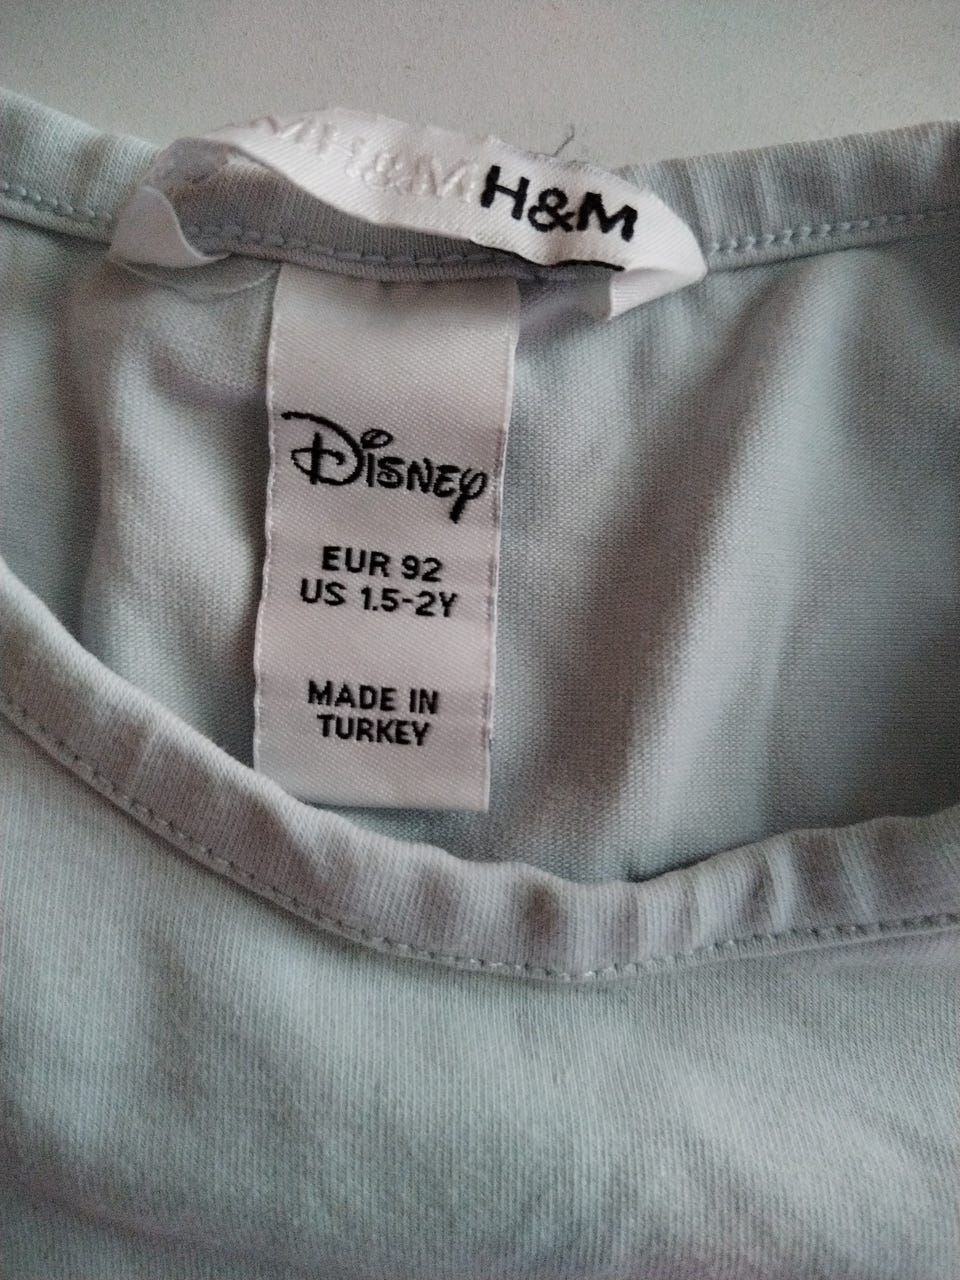 H&M H&M
Disney
EUR 92
US 1.5-2Y
MADE IN
TURKEY